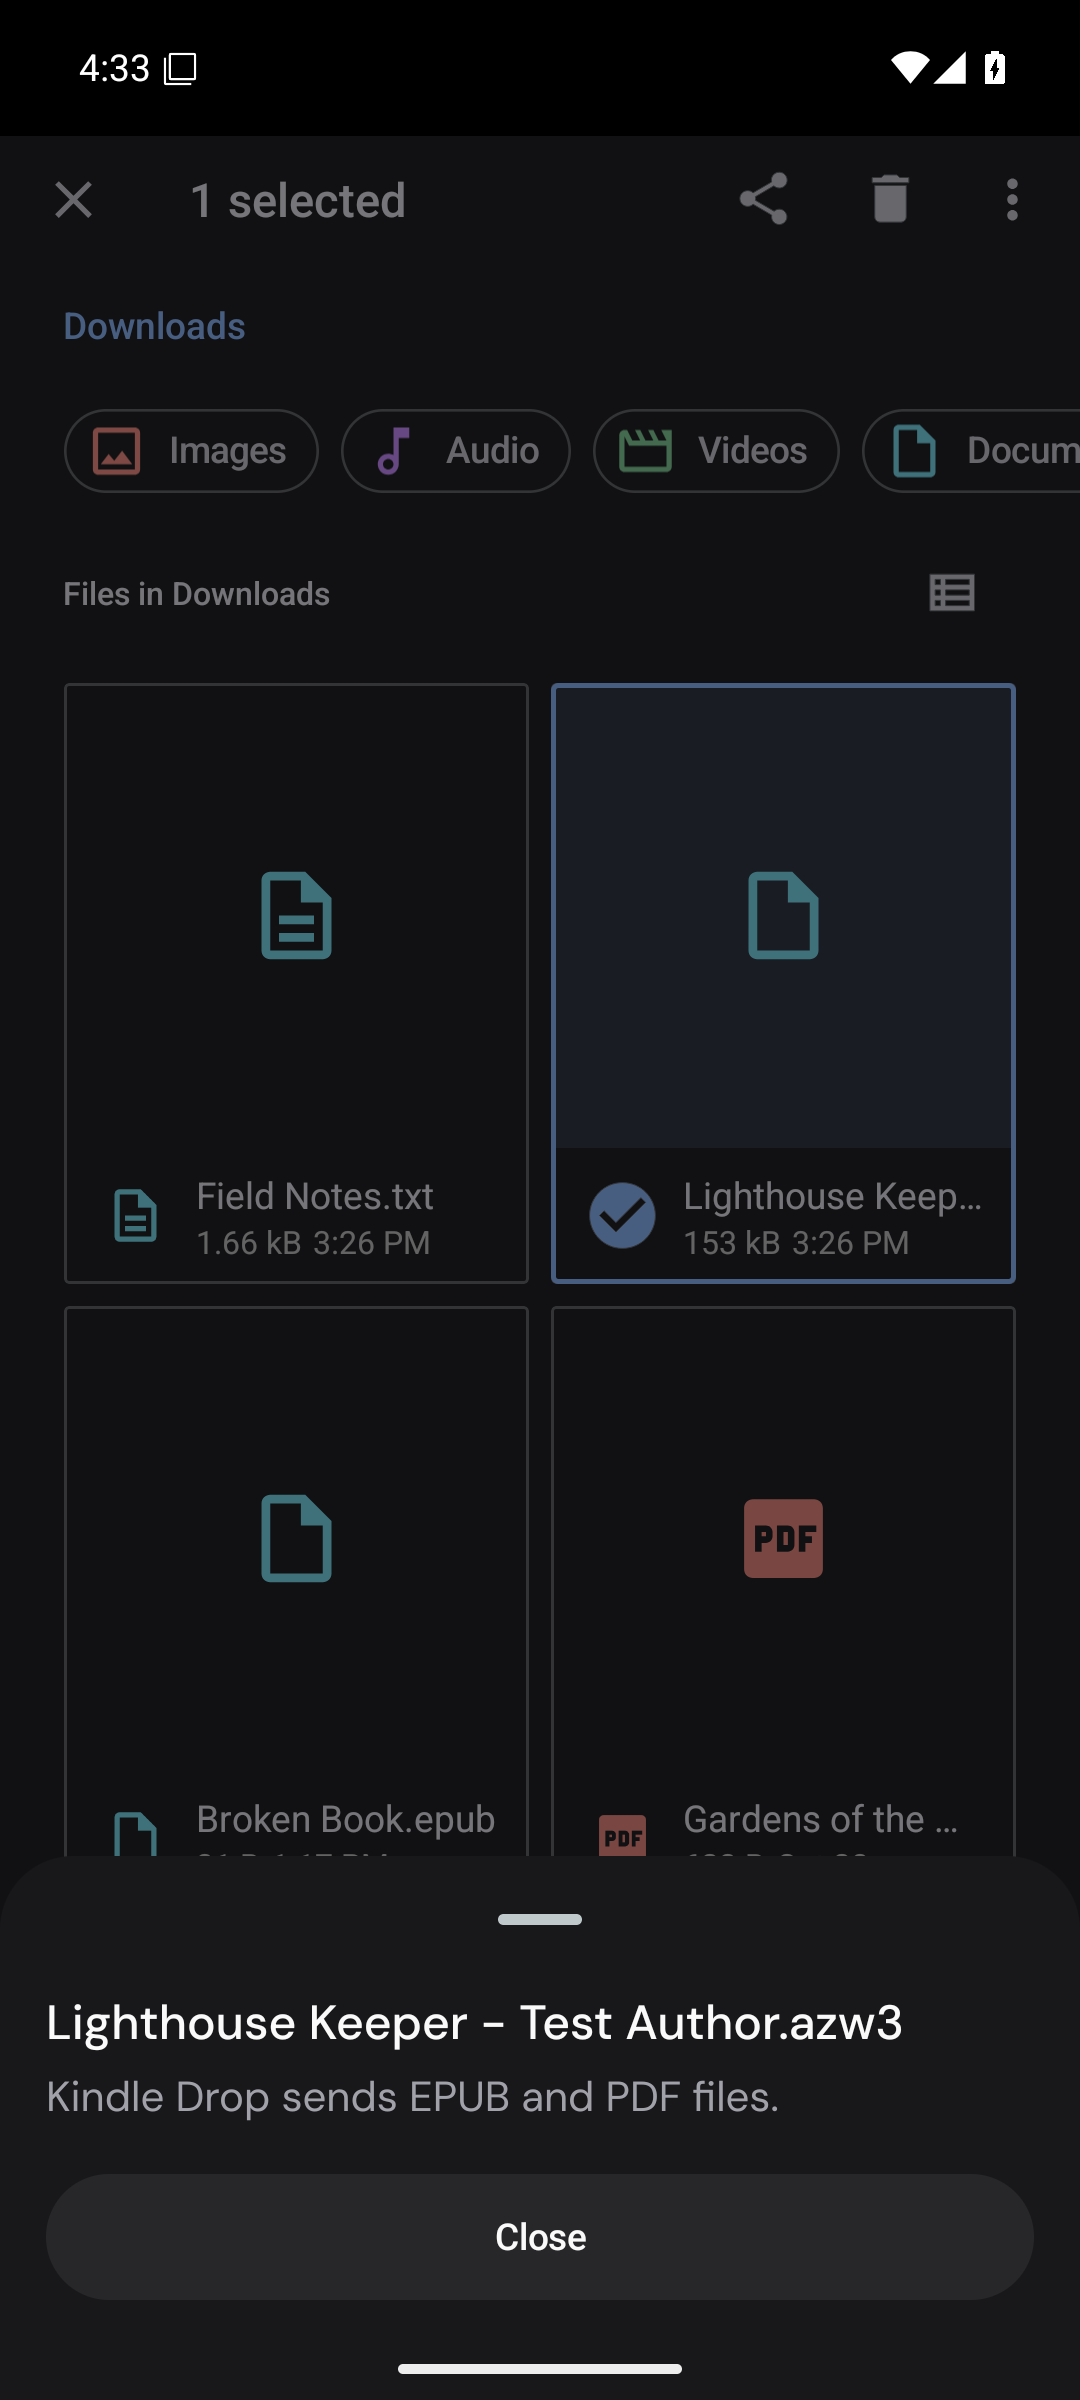 4:33
1 selected
Downloads
Images
Audio
Videos
Docum
Files in Downloads
Field Notes.txt
1.66 kB 3:26 PM
Lighthouse Keep...
153 kB 3:26 PM
PDF
Broken Book.epub
PDF
Gardens of the ...
Lighthouse Keeper - Test Author.azw3
Kindle Drop sends EPUB and PDF files.
Close